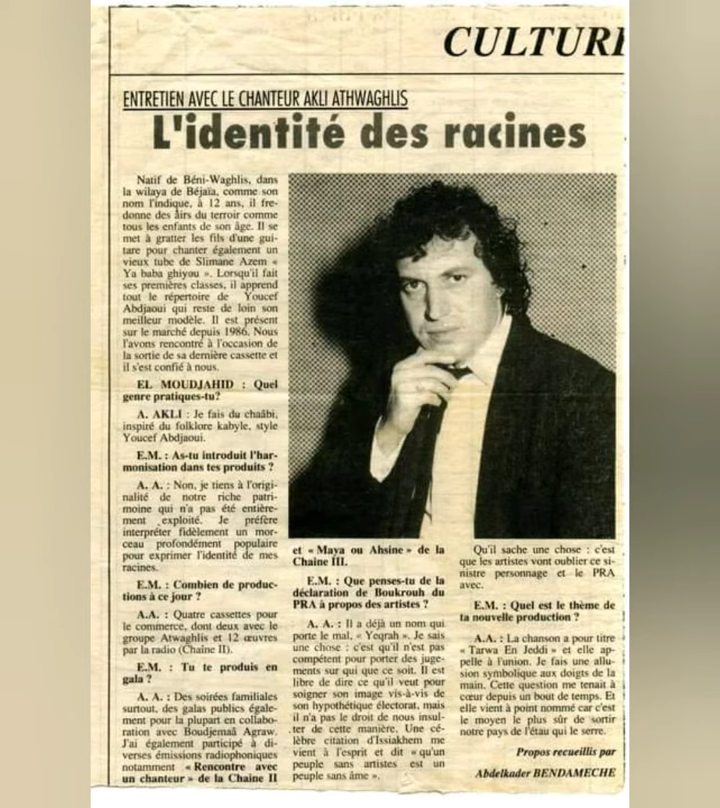 CULTURE
ENTRETIEN AVEC LE CHANTEUR AKLI ATHWAGHLIS
L'identité des racines
Natif de Béni-Waghlis, dans
la wilaya de Béjaïa, comme son
nom l'indique, à 12 ans, il fre-
donne des airs du terroir comme
tous les enfants de son âge. Il se
met à gratter les fils d'une gui-
tare pour chanter également un
vieux tube de Slimane Azem «
Ya baba ghiyou ». Lorsqu'il fait
ses premières classes, il apprend
tout le répertoire de Youcef
Abdjaoui qui reste de loin son
meilleur modèle. Il est présent
sur le marché depuis 1986. Nous
l'avons rencontré à l'occasion de
la sortie de sa dernière cassette et
il s'est confié à nous.
EL MOUDJAHID : Quel
genre pratiques-tu?
A. AKLI : Je fais du chaâbi,
inspiré du folklore kabyle, style
Youcef Abdjaoui.
E.M. : As-tu introduit l'har-
monisation dans tes produits ?
A. A. : Non, je tiens à l'origi-
nalité de notre riche patri-
moine qui n'a pas été entière-
ment exploité. Je préfère
interpréter fidèlement un mor-
ceau profondément populaire
pour exprimer l'identité de mes
racines.
E.M. : Combien de produc-
tions à ce jour ?
A.A. : Quatre cassettes pour
le commerce, dont deux avec le
groupe Atwaghlis et 12 œuvres
par la radio (Chaîne II).
E.M. : Tu te produis en
gala ?
A. A. : Des soirées familiales
surtout, des galas publics égale-
ment pour la plupart en collabo-
ration avec Boudjemaâ Agraw.
J'ai également participé à di-
verses émissions radiophoniques
notamment « Rencontre avec
un chanteur » de la Chaine II
et « Maya ou Ahsine » de la
Chaîne III.
E.M. : Que penses-tu de la
déclaration de Boukrouh du
PRA à propos des artistes ?
A. A. : Il a déjà un nom qui
porte le mal, « Yeqrah ». Je sais
une chose : c'est qu'il n'est pas
compétent pour porter des juge-
ments sur qui que ce soit. Il est
libre de dire ce qu'il veut pour
soigner son image vis-à-vis de
son hypothétique électorat, mais
il n'a pas le droit de nous insul-
ter de cette manière. Une cé-
lèbre citation d'Issiakhem me
vient à l'esprit et dit « qu'un
peuple sans artistes est un
peuple sans âme ».
Qu'il sache une chose : c'est
que les artistes vont oublier ce si-
nistre personnage et le PRA
avec.
E.M. : Quel est le thème de
ta nouvelle production ?
A.A. : La chanson a pour titre
« Tarwa En Jeddi » et elle ap-
pelle à l'union. Je fais une allu-
sion symbolique aux doigts de la
main. Cette question me tenait à
cœur depuis un bout de temps. Et
elle vient à point nommé car c'est
le moyen le plus sûr de sortir
notre pays de l'étau qui le serre.
Propos recueillis par
Abdelkader BENDAMECHE